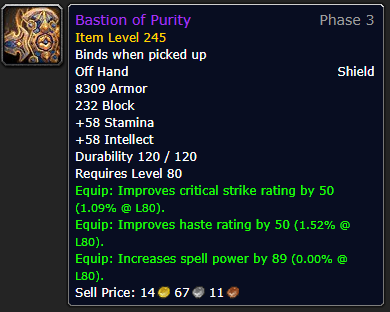 Bastion of Purity Phase 3
Item Level 245
Binds when picked up
Off Hand Shield
8309 Armor
232 Block
+58 Stamina
+58 Intellect
Durability 120 / 120
Requires Level 80
Equip: Improves critical strike rating by 50
(1.09% @ L80).
Equip: Improves haste rating by 50 (1.52% @
L80).
Equip: Increases spell power by 89 (0.00% @
L80).
Sell Price: 14 67 11